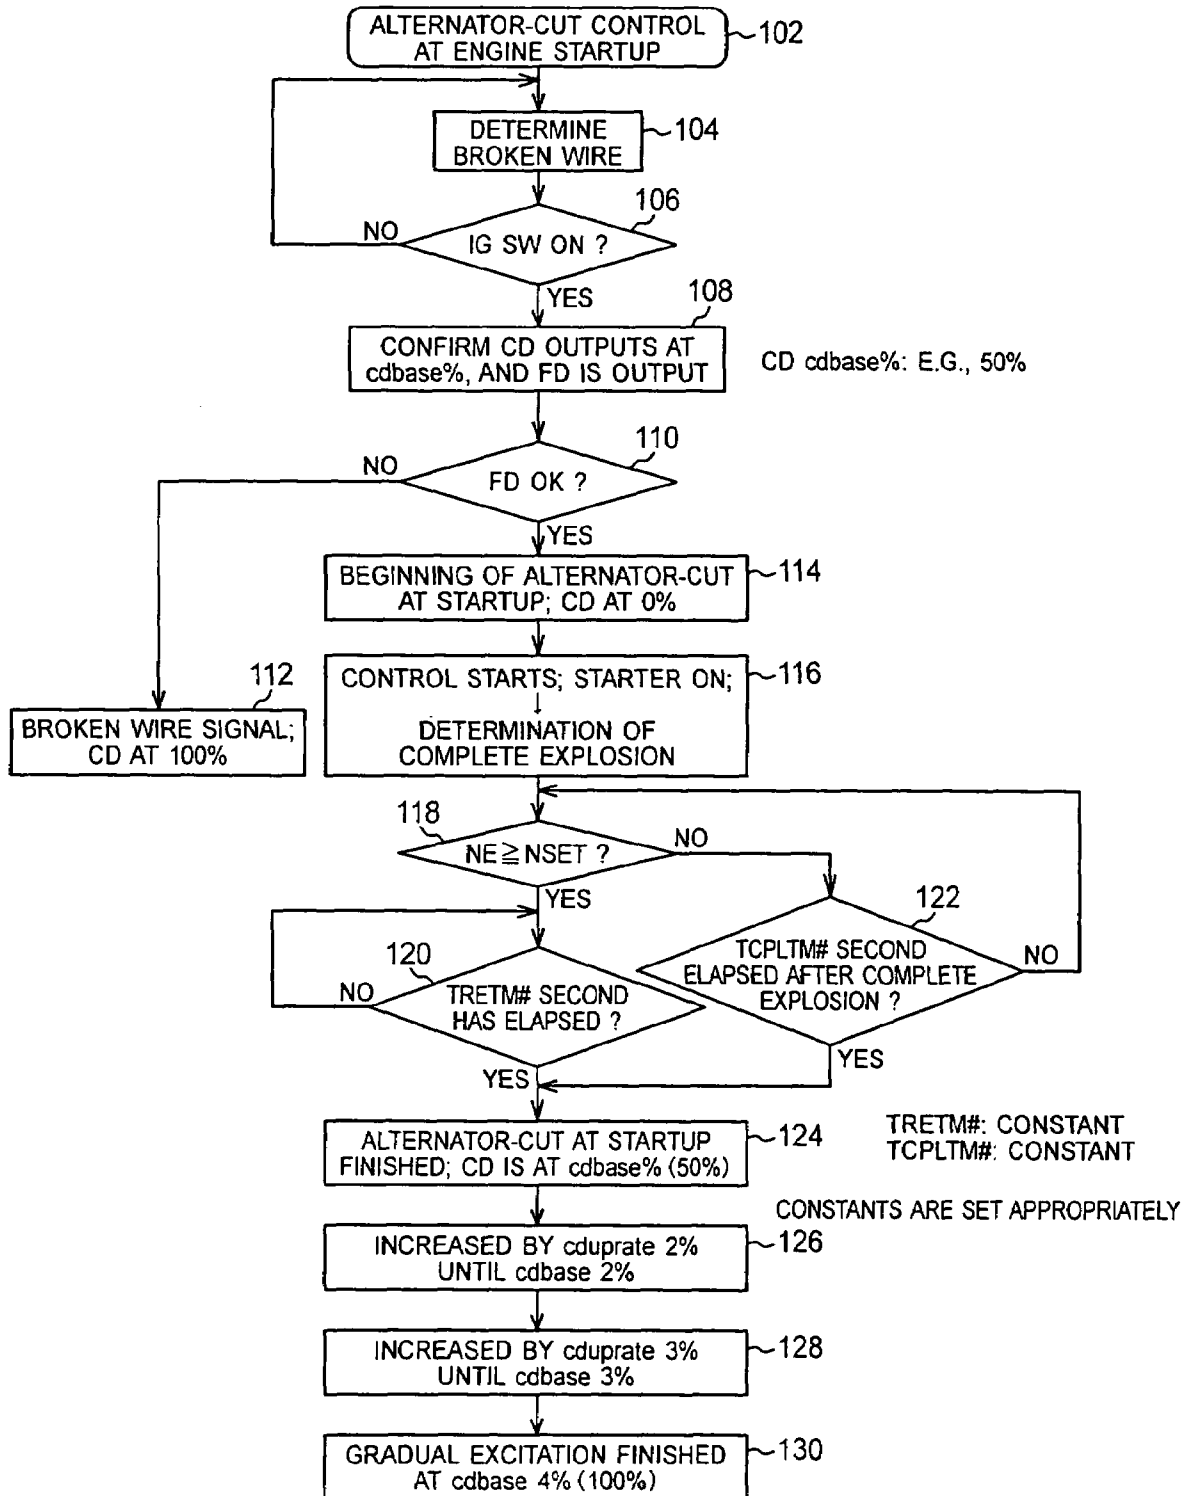 ALTERNATOR-CUT CONTROL
AT ENGINE STARTUP
102
DETERMINE
BROKEN WIRE
104
106
NO
IG SW ON ?
YES
108
CONFIRM CD OUTPUTS AT
cdbase%, AND FD IS OUTPUT
CD cdbase%: E.G., 50%
110
NO
FD OK ?
YES
BEGINNING OF ALTERNATOR-CUT
AT STARTUP; CD AT 0%
114
112
BROKEN WIRE SIGNAL;
CD AT 100%
CONTROL STARTS; STARTER ON;
↓
DETERMINATION OF
COMPLETE EXPLOSION
116
118
NE≧NSET ?
NO
YES
122
TCPLTM# SECOND
ELAPSED AFTER COMPLETE
EXPLOSION ?
NO
YES
120
NO
TRETM# SECOND
HAS ELAPSED ?
YES
ALTERNATOR-CUT AT STARTUP
FINISHED; CD IS AT cdbase% (50%)
124
TRETM#: CONSTANT
TCPLTM#: CONSTANT
CONSTANTS ARE SET APPROPRIATELY
INCREASED BY cduprate 2%
UNTIL cdbase 2%
126
INCREASED BY cduprate 3%
UNTIL cdbase 3%
128
GRADUAL EXCITATION FINISHED
AT cdbase 4% (100%)
130